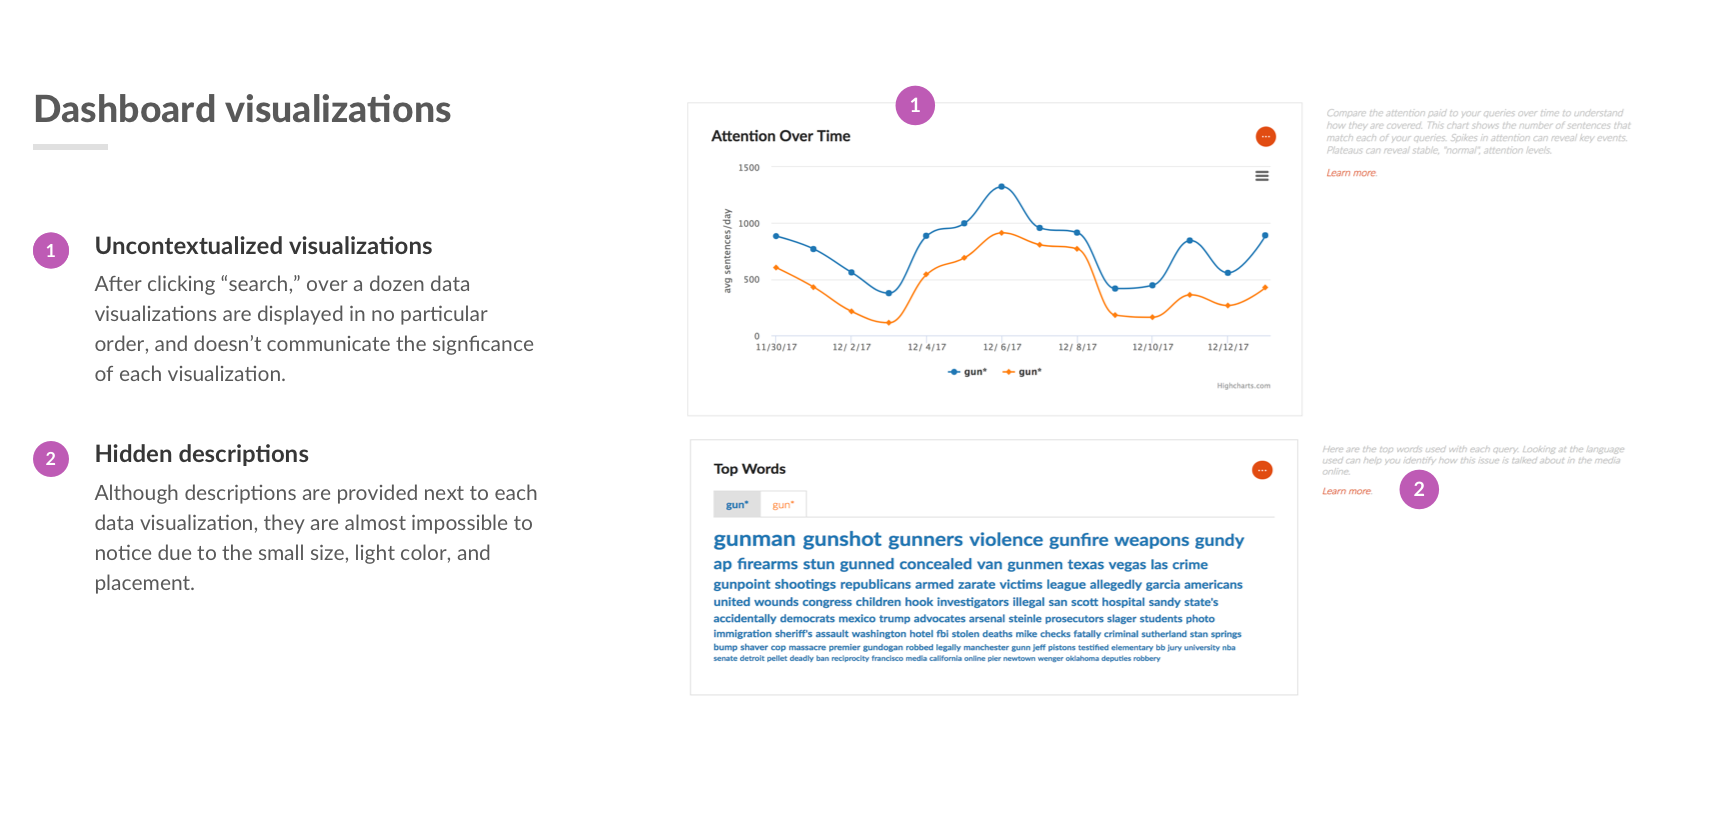 Dashboard visualizations
1
Uncontextualized visualizations
After clicking “search,” over a dozen data
visualizations are displayed in no particular
order, and doesn’t communicate the signficance
of each visualization.
2
Hidden descriptions
Although descriptions are provided next to each
data visualization, they are almost impossible to
notice due to the small size, light color, and
placement.
1
Attention Over Time
1500
1000
500
0
avg sentences/day
11/30/17 12/ 2/17 12/ 4/17 12/ 6/17 12/ 8/17 12/10/17 12/12/17
gun* gun*
Highcharts.com
Compare the attention paid to your queries over time to understand
how they are covered. This chart shows the number of sentences that
match each of your queries. Spikes in attention can reveal key events.
Plateaus can reveal stable, "normal", attention levels.
Learn more.
Top Words
gun* gun*
gunman gunshot gunners violence gunfire weapons gundy
ap firearms stun gunned concealed van gunmen texas vegas las crime
gunpoint shootings republicans armed zarate victims league allegedly garcia americans
united wounds congress children hook investigators illegal san scott hospital sandy state's
accidentally democrats mexico trump advocates arsenal steinle prosecutors slager students photo
immigration sheriff's assault washington hotel fbi stolen deaths mike checks fatally criminal sutherland stan springs
bump shaver cop massacre premier gundogan robbed legally manchester gunn jeff pistons testified elementary bb jury university nba
senate detroit pellet deadly ban reciprocity francisco media california online pier newtown wenger oklahoma deputies robbery
Here are the top words used with each query. Looking at the language
used can help you identify how this issue is talked about in the media
online.
Learn more.
2